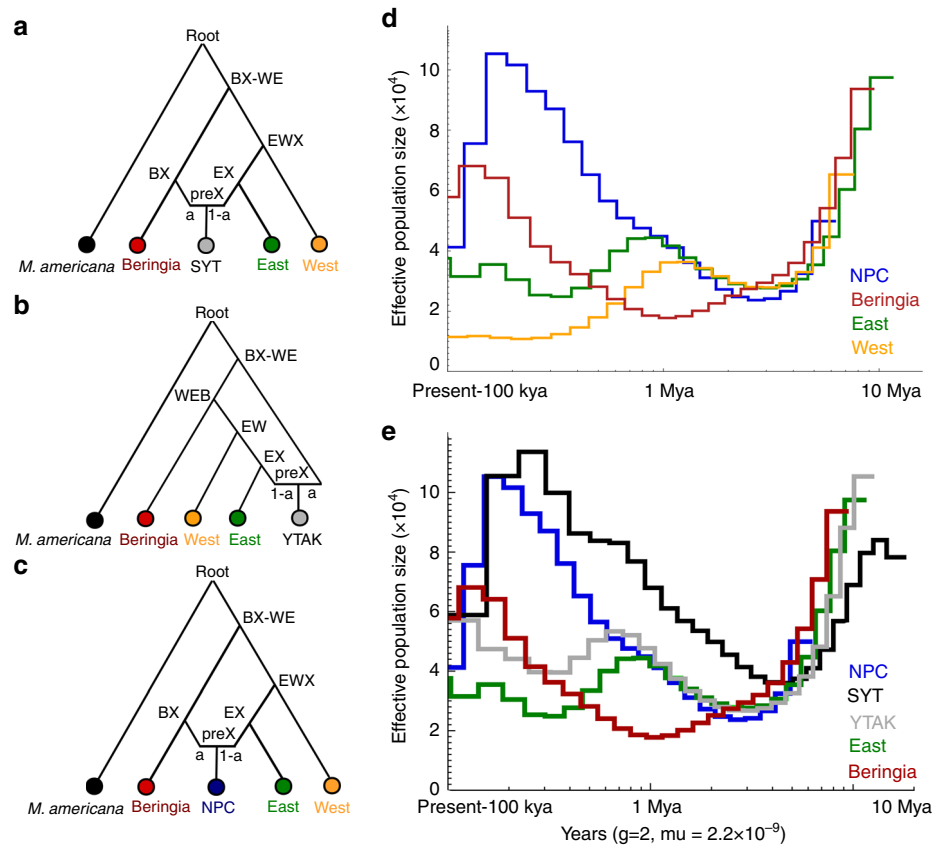 a
Root
BX-WE
EWX
BX
EX
preX
a
1-a
M. americana
Beringia
SYT
East
West
b
Root
BX-WE
WEB
EW
EX
preX
1-a
a
M. americana
Beringia
West
East
YTAK
c
Root
BX-WE
EWX
BX
EX
preX
a
1-a
M. americana
Beringia
NPC
East
West
d
Effective population size (×10⁴)
10
8
6
4
2
0
NPC
Beringia
East
West
Present-100 kya
1 Mya
10 Mya
e
Effective population size (×10⁴)
10
8
6
4
2
0
NPC
SYT
YTAK
East
Beringia
Present-100 kya
1 Mya
10 Mya
Years (g=2, mu = 2.2×10⁻⁹)